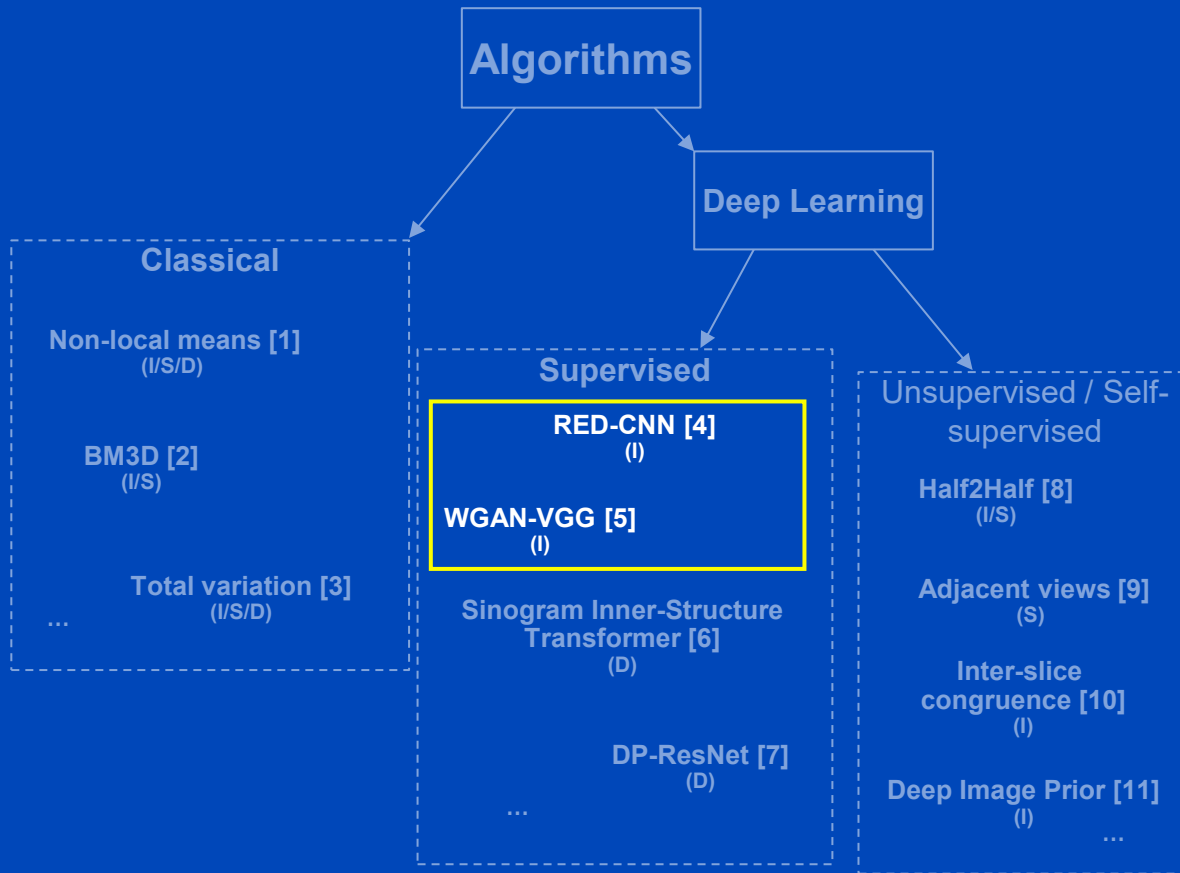 Algorithms
Deep Learning
Classical
Non-local means [1]
(I/S/D)
BM3D [2]
(I/S)
Total variation [3]
(I/S/D)
...
Supervised
RED-CNN [4]
(I)
WGAN-VGG [5]
(I)
Sinogram Inner-Structure
Transformer [6]
(D)
DP-ResNet [7]
(D)
...
Unsupervised / Self-
supervised
Half2Half [8]
(I/S)
Adjacent views [9]
(S)
Inter-slice
congruence [10]
(I)
Deep Image Prior [11]
(I)
...